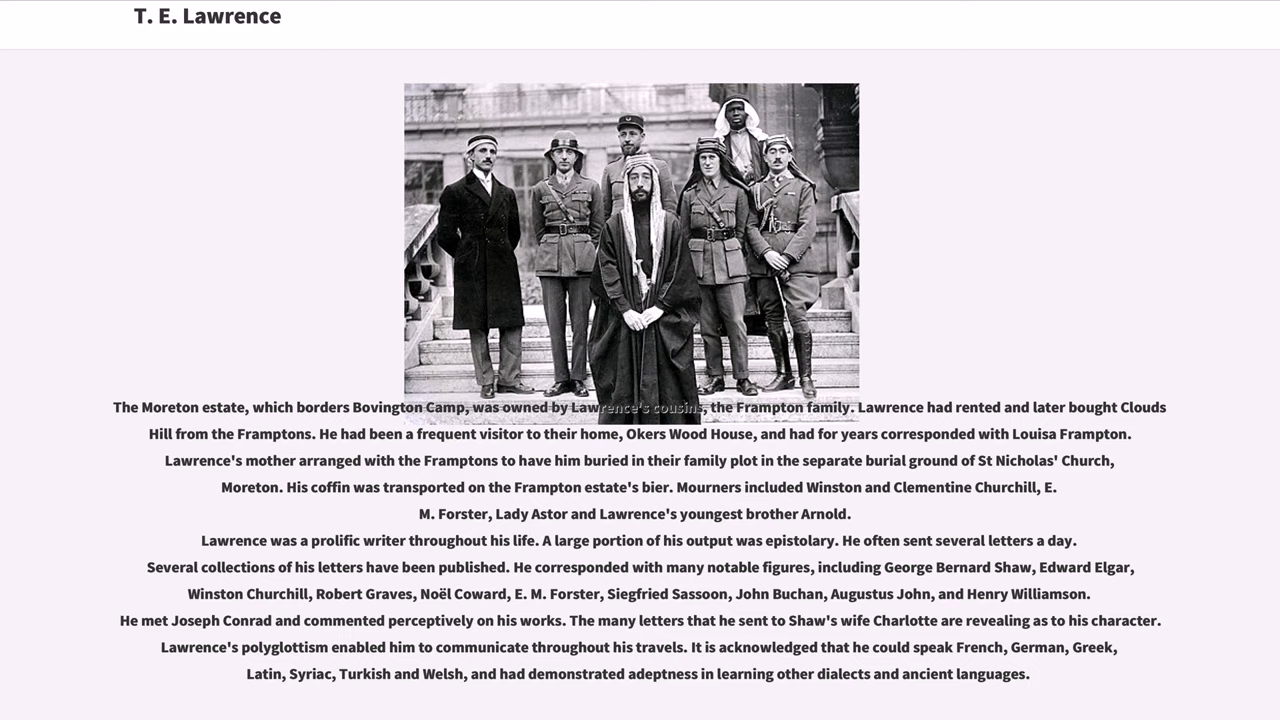 T. E. Lawrence
The Moreton estate, which borders Bovington Camp, was owned by Lawrence's cousins, the Frampton family. Lawrence had rented and later bought Clouds
Hill from the Framptons. He had been a frequent visitor to their home, Okers Wood House, and had for years corresponded with Louisa Frampton.
Lawrence's mother arranged with the Framptons to have him buried in their family plot in the separate burial ground of St Nicholas' Church,
Moreton. His coffin was transported on the Frampton estate's bier. Mourners included Winston and Clementine Churchill, E.
M. Forster, Lady Astor and Lawrence's youngest brother Arnold.
Lawrence was a prolific writer throughout his life. A large portion of his output was epistolary. He often sent several letters a day.
Several collections of his letters have been published. He corresponded with many notable figures, including George Bernard Shaw, Edward Elgar,
Winston Churchill, Robert Graves, Noël Coward, E. M. Forster, Siegfried Sassoon, John Buchan, Augustus John, and Henry Williamson.
He met Joseph Conrad and commented perceptively on his works. The many letters that he sent to Shaw's wife Charlotte are revealing as to his character.
Lawrence's polyglottism enabled him to communicate throughout his travels. It is acknowledged that he could speak French, German, Greek,
Latin, Syriac, Turkish and Welsh, and had demonstrated adeptness in learning other dialects and ancient languages.